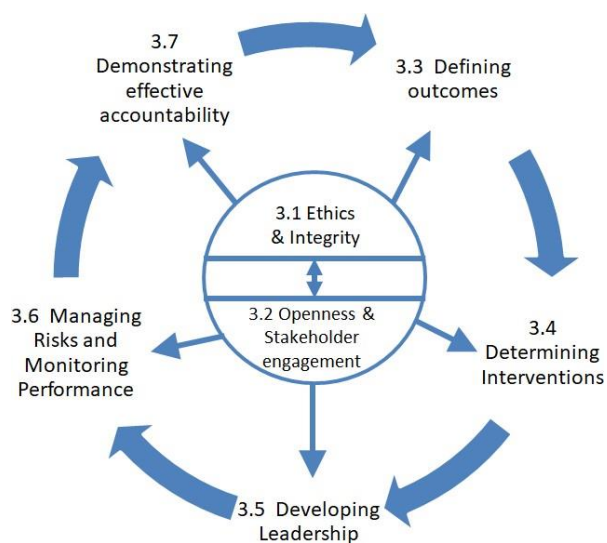 3.7
Demonstrating
effective
accountability
3.3 Defining
outcomes
3.1 Ethics
& Integrity
3.2 Openness &
Stakeholder
engagement
3.6 Managing
Risks and
Monitoring
Performance
3.4
Determining
Interventions
3.5 Developing
Leadership